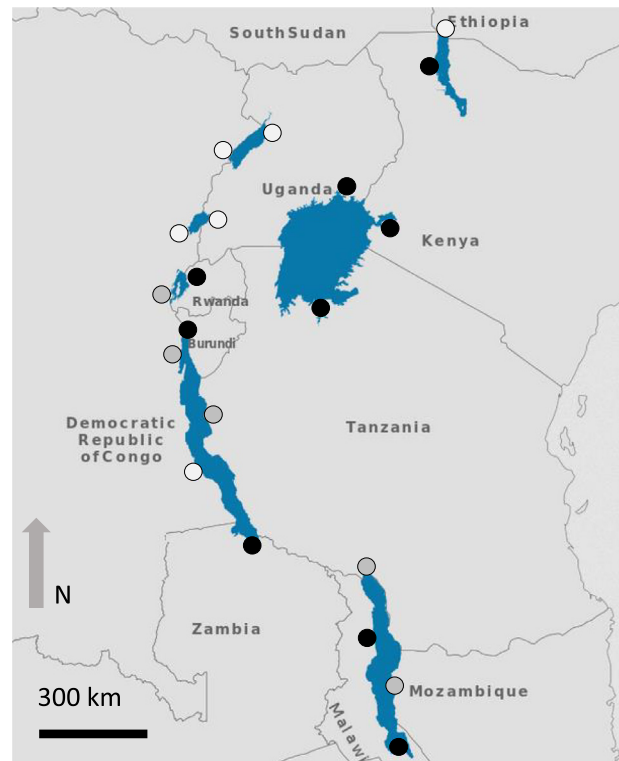 Ethiopia
SouthSudan
Uganda
Kenya
Rwanda
Burundi
Democratic
Republic
ofCongo
Tanzania
N
Zambia
300 km
Mozambique
Malawi